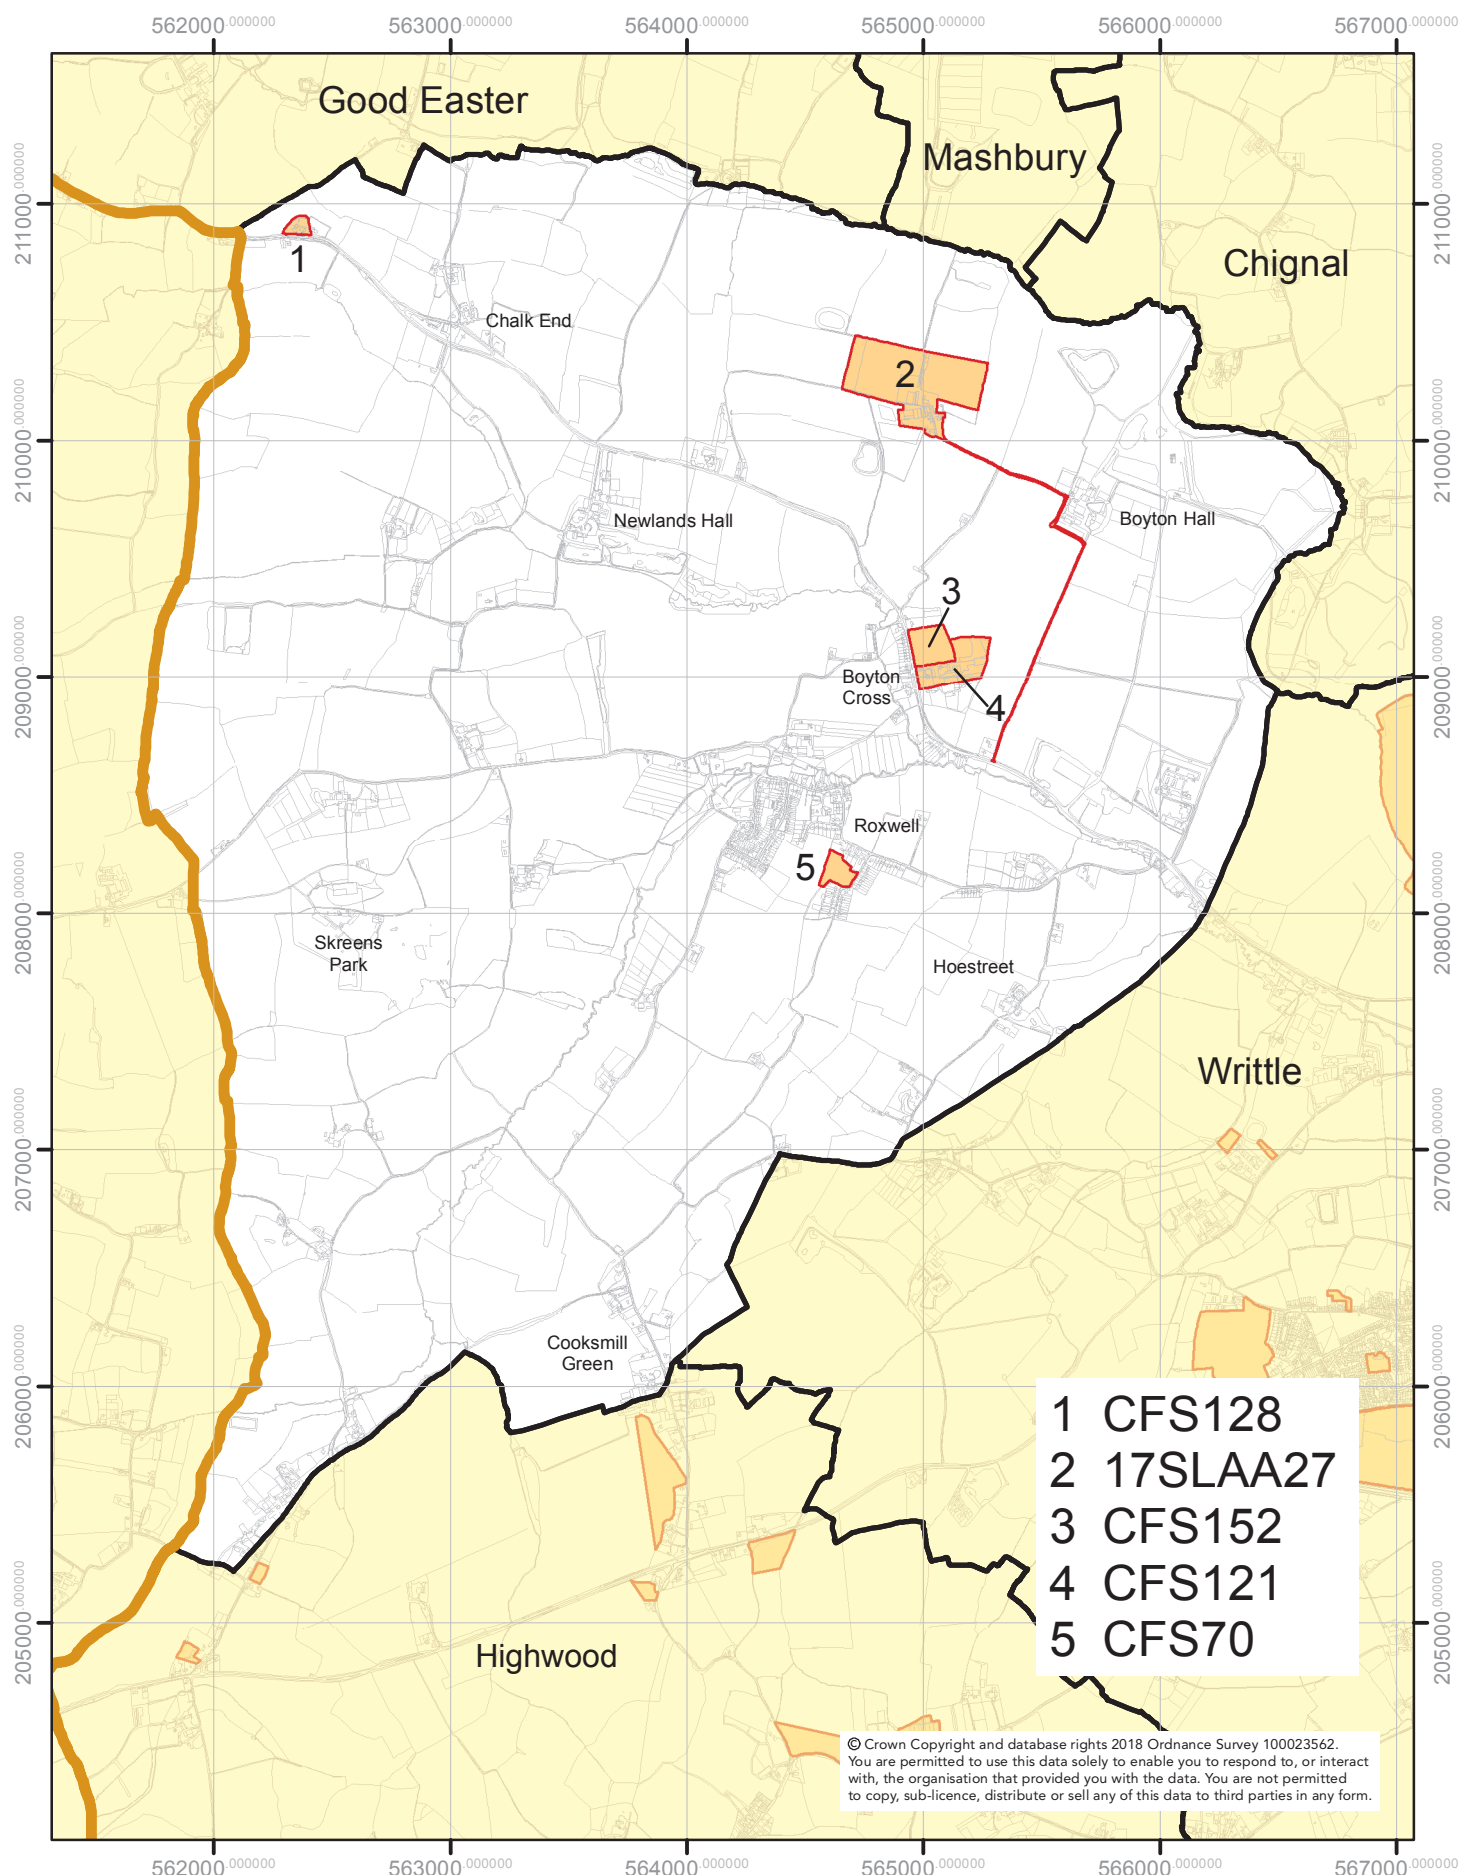 562000.000000 563000.000000 564000.000000 565000.000000 566000.000000 567000.000000
Good Easter
Mashbury
211000.000000
211000.000000
Chignal
1
Chalk End
2
210000.000000
210000.000000
Newlands Hall
Boyton Hall
3
Boyton
Cross
209000.000000
209000.000000
4
Roxwell
5
208000.000000
208000.000000
Skreens
Park
Hoestreet
Writtle
207000.000000
207000.000000
Cooksmill
Green
206000.000000
206000.000000
1 CFS128
2 17SLAA27
3 CFS152
4 CFS121
5 CFS70
205000.000000
205000.000000
Highwood
© Crown Copyright and database rights 2018 Ordnance Survey 100023562.
You are permitted to use this data solely to enable you to respond to, or interact
with, the organisation that provided you with the data. You are not permitted
to copy, sub-licence, distribute or sell any of this data to third parties in any form.
562000.000000 563000.000000 564000.000000 565000.000000 566000.000000 567000.000000